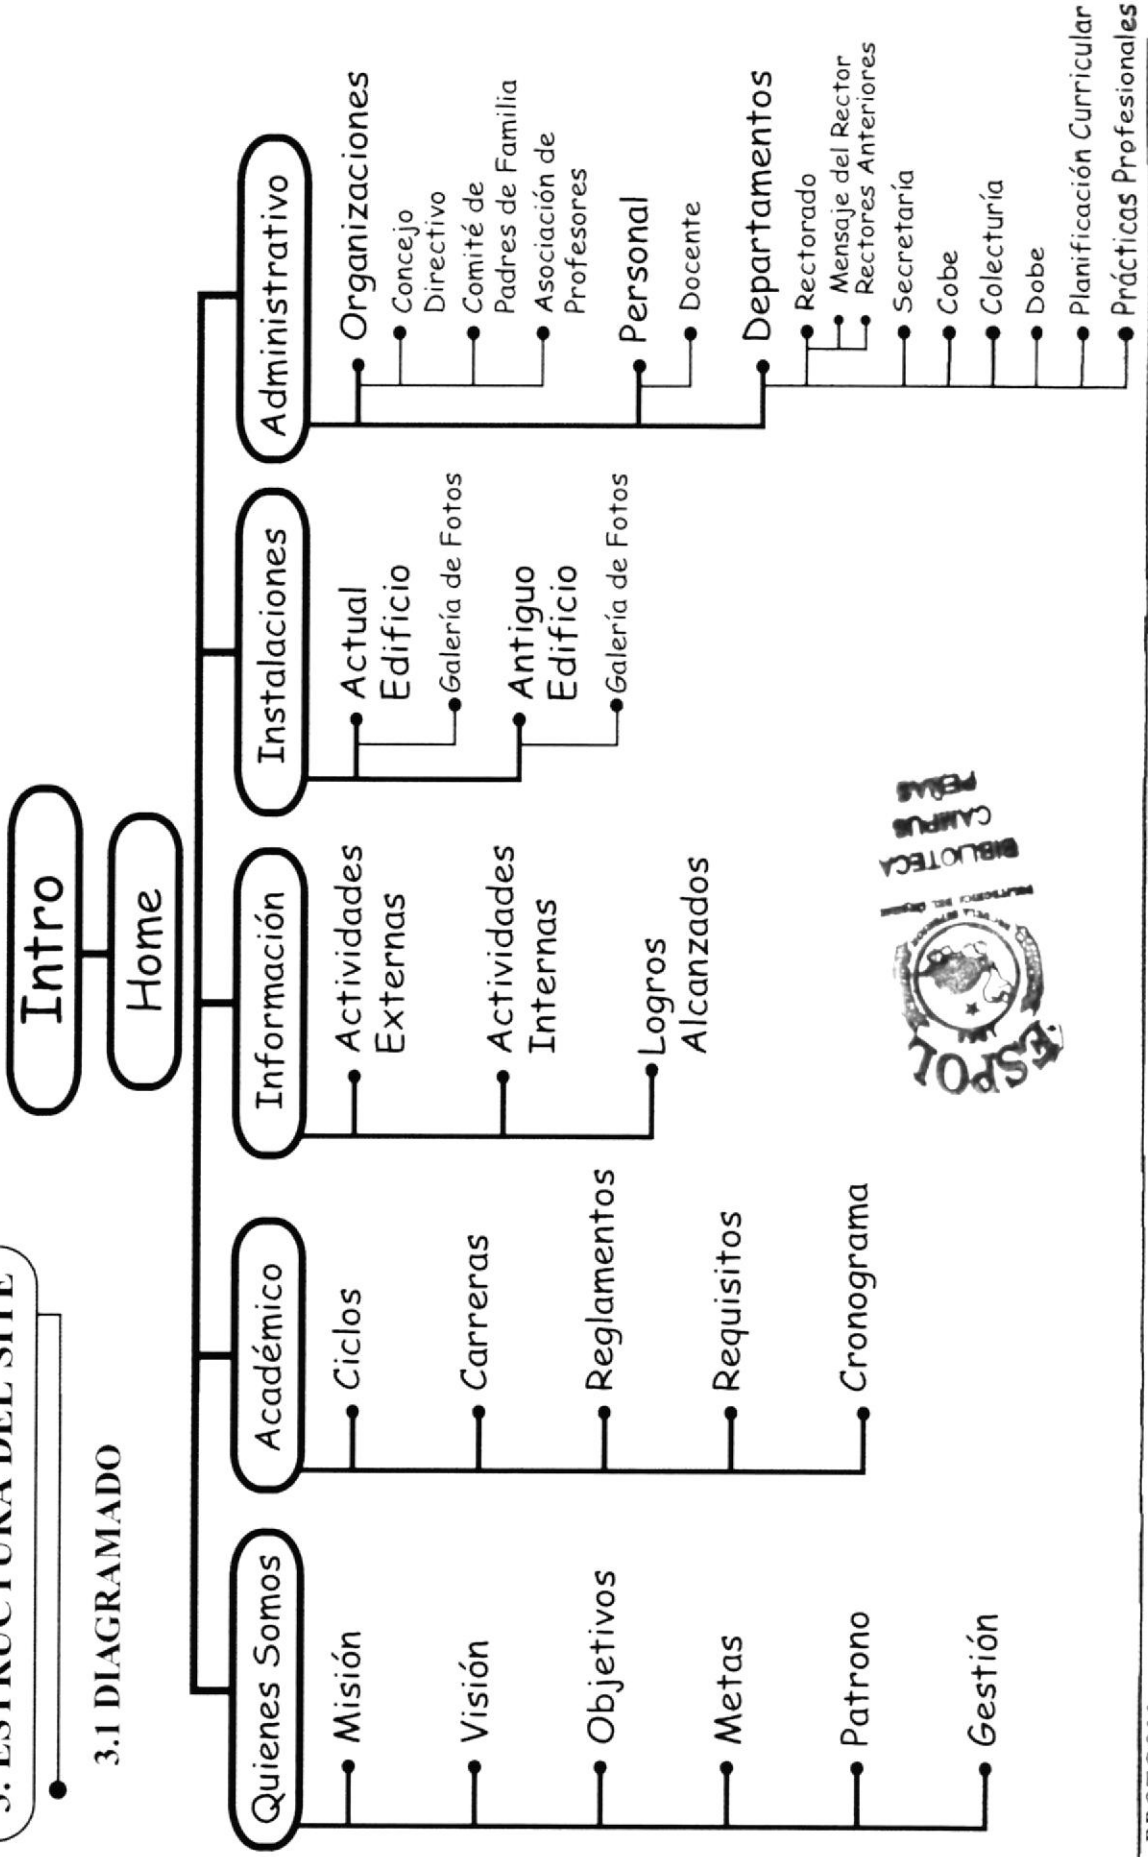 3. ESTRUCTURA DEL SITE
3.1 DIAGRAMADO
Intro
Home
Quienes Somos
Misión
Visión
Objetivos
Metas
Patrono
Gestión
Académico
Ciclos
Carreras
Reglamentos
Requisitos
Cronograma
Información
Actividades
Externas
Actividades
Internas
Logros
Alcanzados
Instalaciones
Actual
Edificio
Galería de Fotos
Antiguo
Edificio
Galería de Fotos
Administrativo
Organizaciones
Concejo
Directivo
Comité de
Padres de Familia
Asociación de
Profesores
Personal
Docente
Departamentos
Rectorado
Mensaje del Rector
Rectores Anteriores
Secretaría
Cobe
Colecturía
Dobe
Planificación Curricular
Prácticas Profesionales
ESPOL
BIBLIOTECA
CAMPUS
PEÑAS